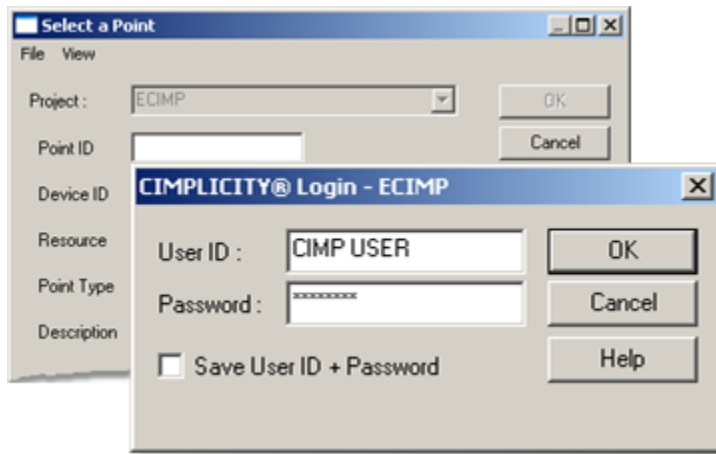 Select a Point
File View
Project : ECIMP OK
Point ID Cancel
Device ID
Resource
Point Type
Description
CIMPLICITY® Login - ECIMP
User ID : CIMP USER OK
Password : ******** Cancel
Save User ID + Password Help